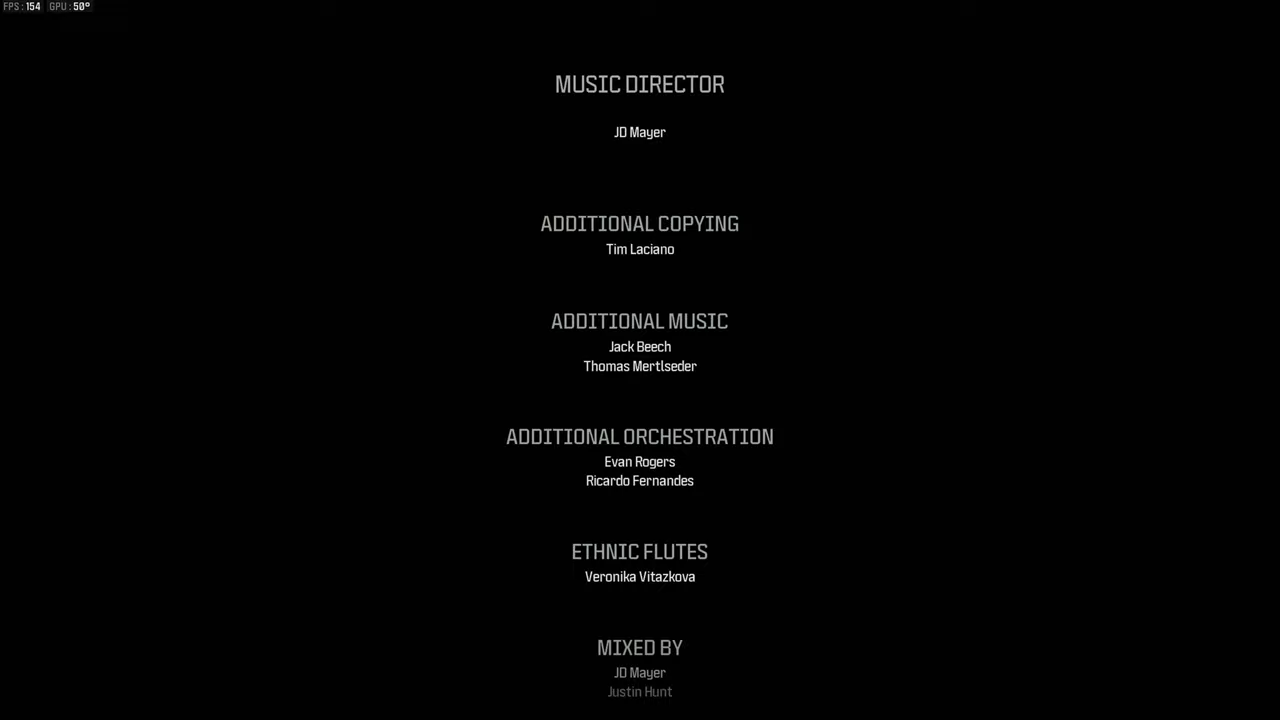 FPS: 154 GPU: 50°
MUSIC DIRECTOR
JD Mayer
ADDITIONAL COPYING
Tim Laciano
ADDITIONAL MUSIC
Jack Beech
Thomas Mertlseder
ADDITIONAL ORCHESTRATION
Evan Rogers
Ricardo Fernandes
ETHNIC FLUTES
Veronika Vitazkova
MIXED BY
JD Mayer
Justin Hunt